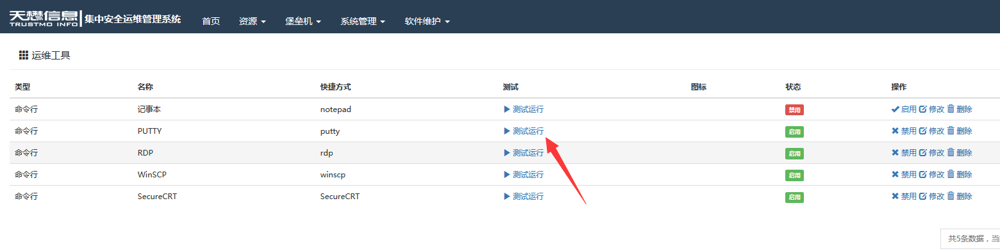 天懋信息 集中安全运维管理系统 首页 资源 堡垒机 系统管理 软件维护
TRUSTMO INFO
运维工具
类型 名称 快捷方式 测试 图标 状态 操作
命令行 记事本 notepad 测试运行 禁用 启用 修改 删除
命令行 PUTTY putty 测试运行 启用 禁用 修改 删除
命令行 RDP rdp 测试运行 启用 禁用 修改 删除
命令行 WinSCP winscp 测试运行 启用 禁用 修改 删除
命令行 SecureCRT SecureCRT 测试运行 启用 禁用 修改 删除
共5条数据，当